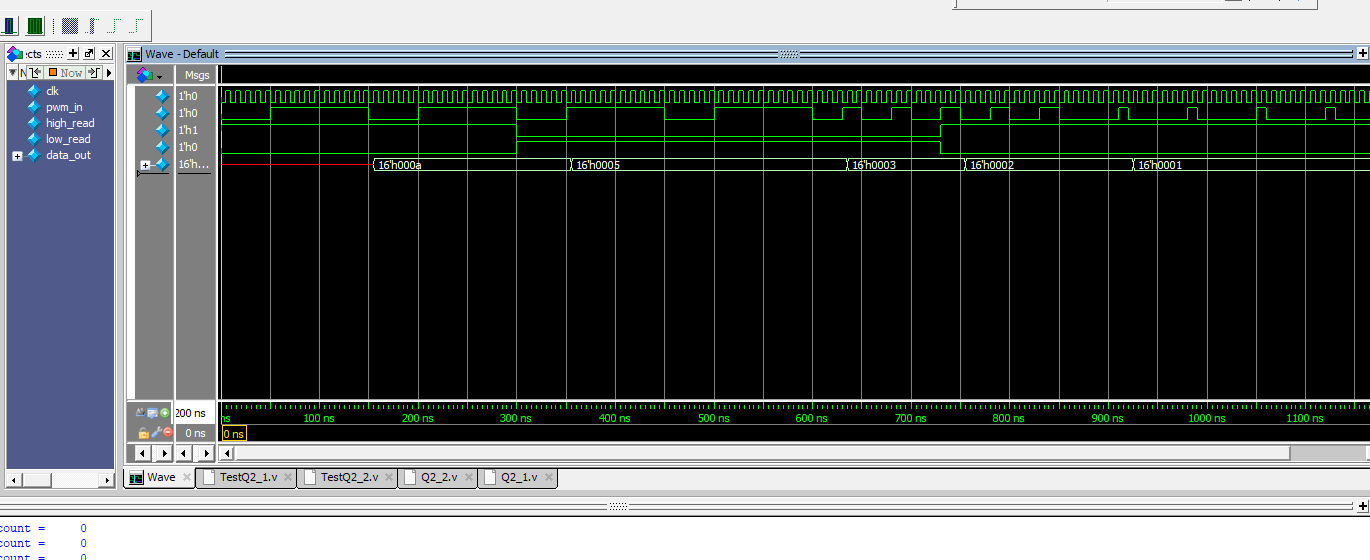 cts
Wave - Default
N Now
Msgs
clk
pwm_in
high_read
low_read
data_out
1'h0
1'h0
1'h1
1'h0
16'h...
16'h000a 16'h0005 16'h0003 16'h0002 16'h0001
200 ns
ns 100 ns 200 ns 300 ns 400 ns 500 ns 600 ns 700 ns 800 ns 900 ns 1000 ns 1100 ns
0 ns 0 ns
Wave TestQ2_1.v TestQ2_2.v Q2_2.v Q2_1.v
count = 0
count = 0
count = 0